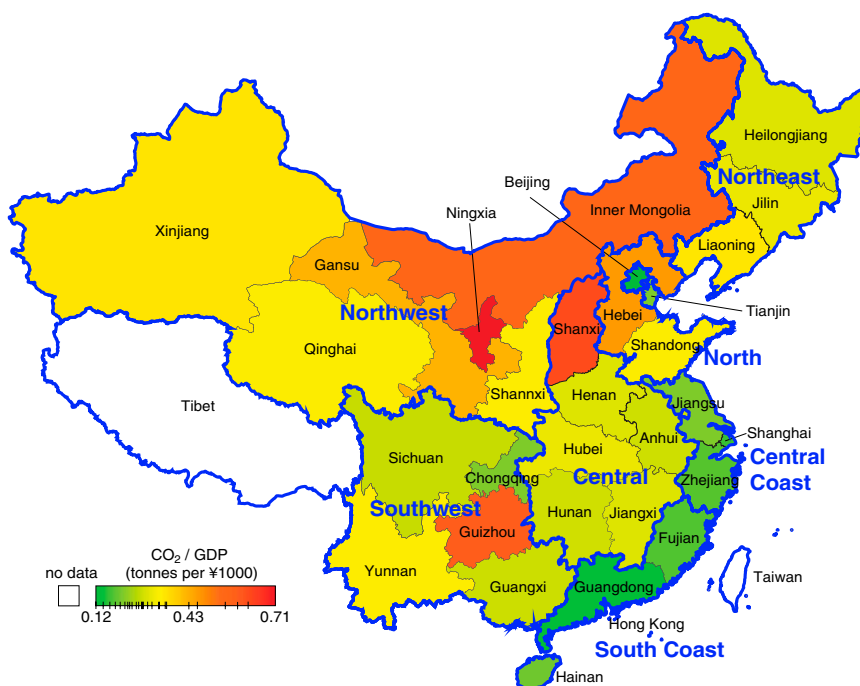 Heilongjiang
Northeast
Beijing
Jilin
Ningxia
Inner Mongolia
Xinjiang
Liaoning
Gansu
Northwest
Hebei
Tianjin
Shanxi
Qinghai
Shandong
North
Shannxi
Henan
Jiangsu
Tibet
Anhui
Shanghai
Hubei
Central
Coast
Sichuan
Chongqing
Central
Zhejiang
Southwest
Hunan
Jiangxi
Guizhou
Fujian
CO₂ / GDP
(tonnes per ¥1000)
no data
Yunnan
Guangxi
Guangdong
Taiwan
0.12
0.43
0.71
Hong Kong
South Coast
Hainan